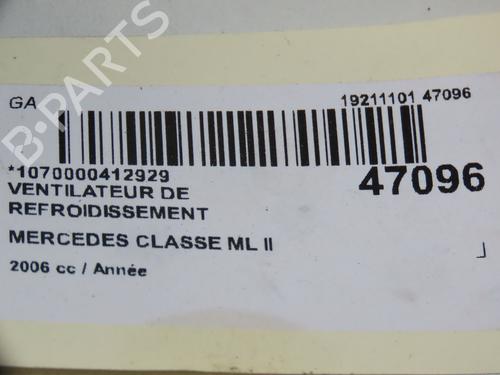 B-PARTS
GA
19211101 47096
*1070000412929
47096
VENTILATEUR DE
REFROIDISSEMENT
MERCEDES CLASSE ML II
2006 cc / Année